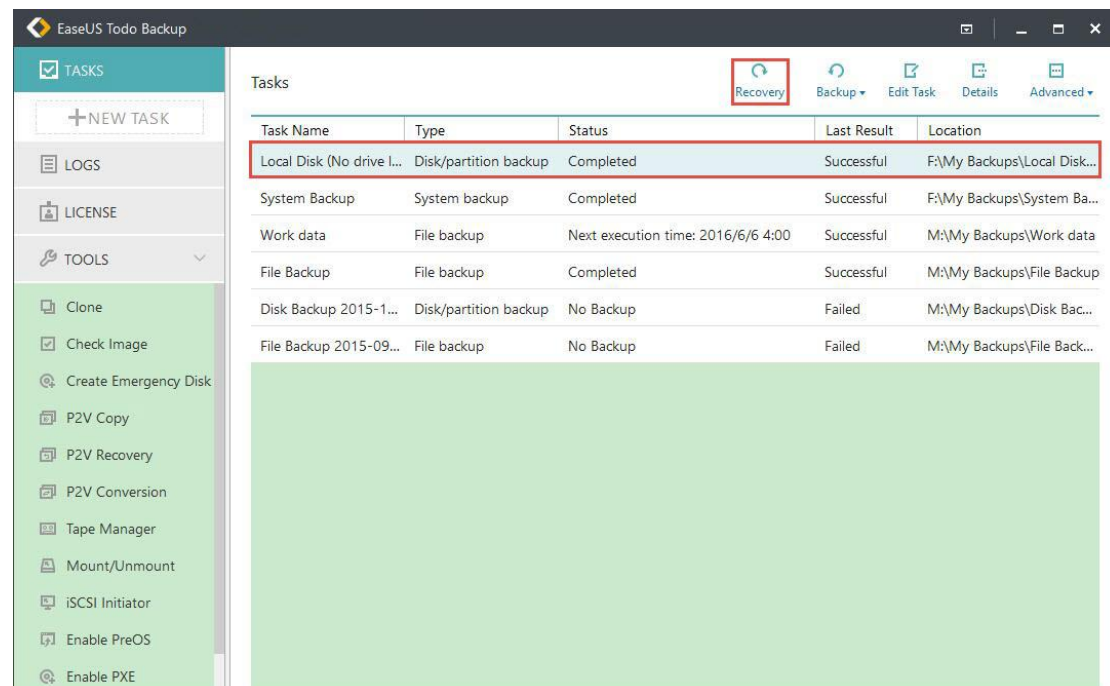 EaseUS Todo Backup
TASKS
NEW TASK
LOGS
LICENSE
TOOLS
Clone
Check Image
Create Emergency Disk
P2V Copy
P2V Recovery
P2V Conversion
Tape Manager
Mount/Unmount
iSCSI Initiator
Enable PreOS
Enable PXE
Tasks
Recovery Backup Edit Task Details Advanced
Task Name Type Status Last Result Location
Local Disk (No drive l... Disk/partition backup Completed Successful F:\My Backups\Local Disk...
System Backup System backup Completed Successful F:\My Backups\System Ba...
Work data File backup Next execution time: 2016/6/6 4:00 Successful M:\My Backups\Work data
File Backup File backup Completed Successful M:\My Backups\File Backup
Disk Backup 2015-1... Disk/partition backup No Backup Failed M:\My Backups\Disk Bac...
File Backup 2015-09... File backup No Backup Failed M:\My Backups\File Back...